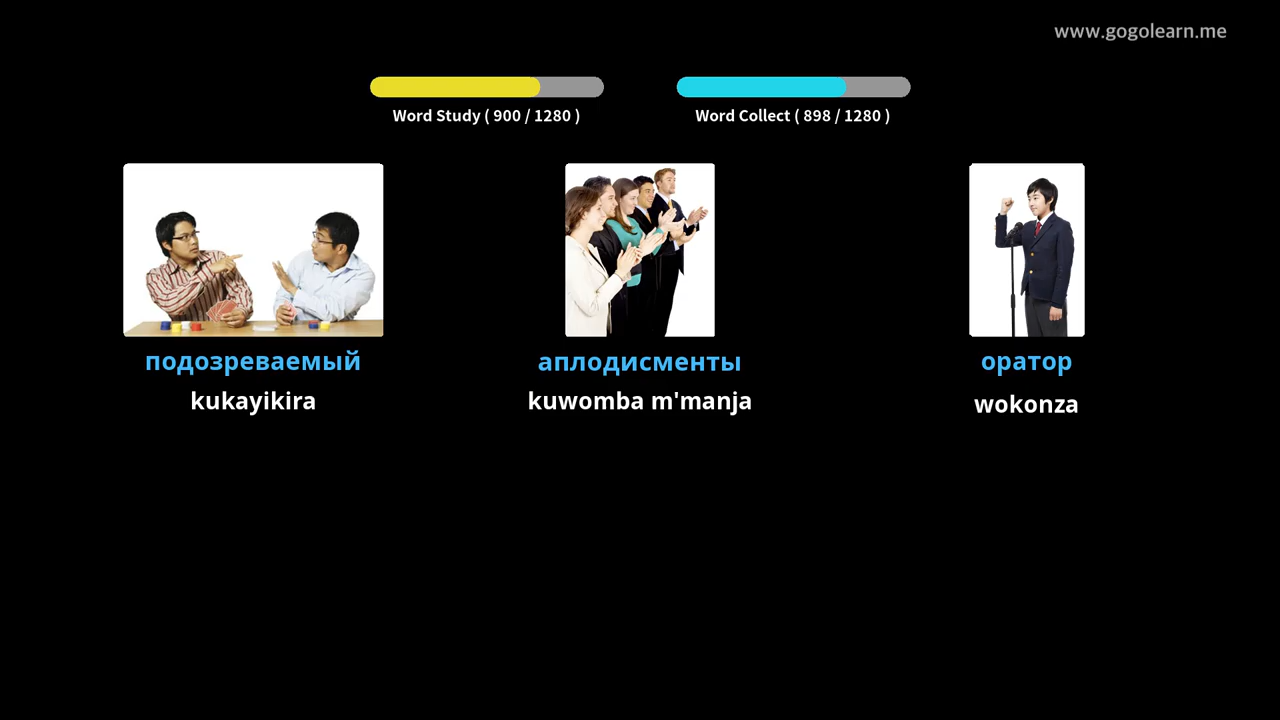 www.gogolearn.me
Word Study ( 900 / 1280 )
Word Collect ( 898 / 1280 )
подозреваемый
аплодисменты
оратор
kukayikira
kuwomba m'manja
wokonza